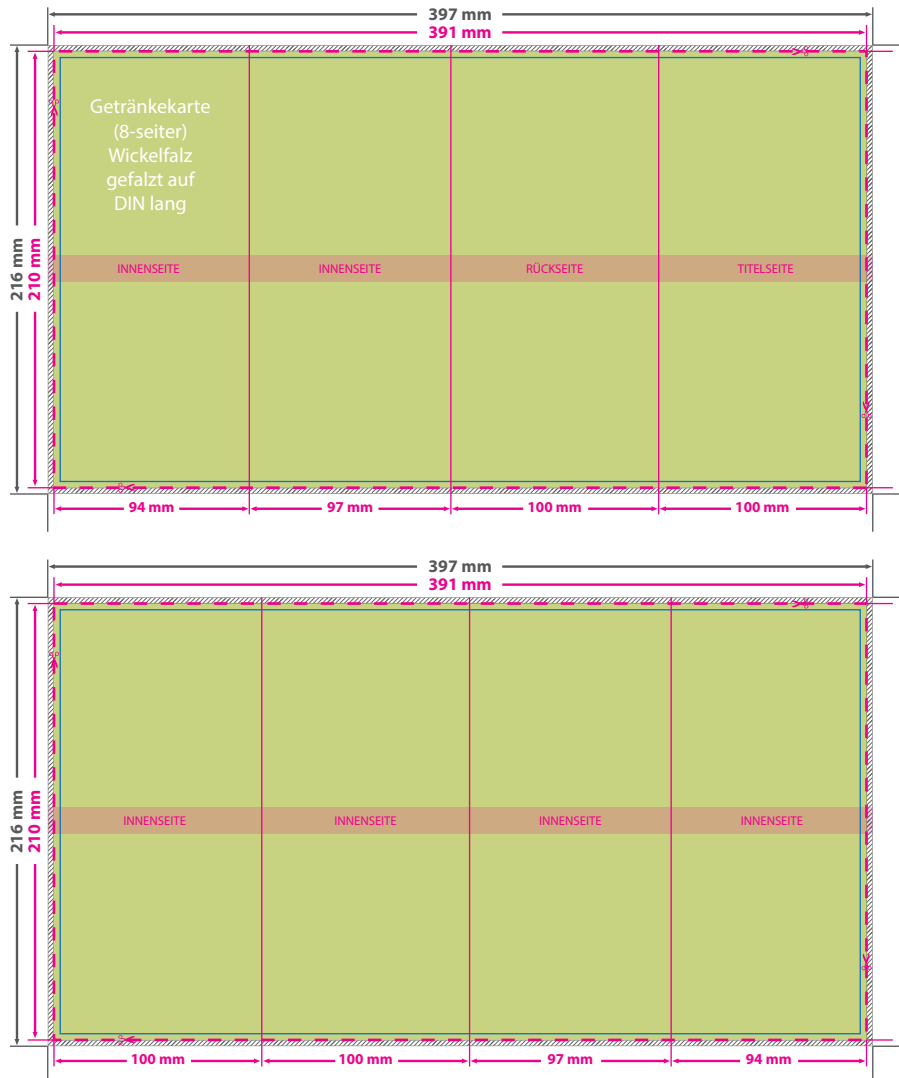 397 mm
391 mm
216 mm
210 mm
Getränkekarte
(8-seiter)
Wickelfalz
gefalzt auf
DIN lang
INNENSEITE
INNENSEITE
RÜCKSEITE
TITELSEITE
94 mm
97 mm
100 mm
100 mm
397 mm
391 mm
216 mm
210 mm
INNENSEITE
INNENSEITE
INNENSEITE
INNENSEITE
100 mm
100 mm
97 mm
94 mm